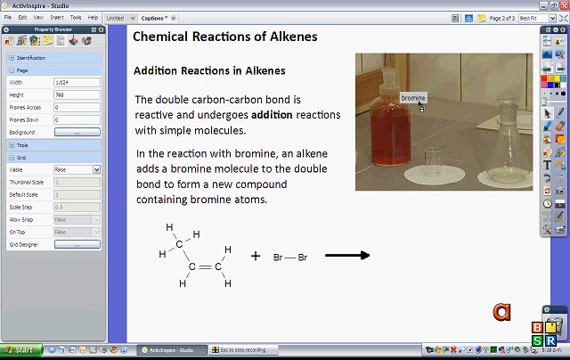 ActivInspire - Studio
File Edit View Insert Tools Help
Untitled
Captions *
Page 2 of 3
Best Fit
Property Browser
Identification
Page
Width
1,024
Height
768
Frames Across
0
Frames Down
0
Background
Tools
Grid
Visible
False
Thumbnail Scale
1
Default Scale
1
Scale Step
0.5
Allow Snap
False
On Top
False
Grid Designer
Chemical Reactions of Alkenes
Addition Reactions in Alkenes
The double carbon-carbon bond is
reactive and undergoes addition reactions
with simple molecules.
In the reaction with bromine, an alkene
adds a bromine molecule to the double
bond to form a new compound
containing bromine atoms.
bromine
H
H
H C H
C = C + Br — Br
H H
a
B
S R
start
ActivInspire - Studio
Esc to stop recording